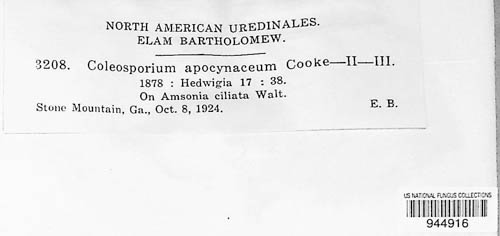 NORTH AMERICAN UREDINALES.
ELAM BARTHOLOMEW.
3208. Coleosporium apocynaceum Cooke—II—III.
1878 : Hedwigia 17 : 38.
On Amsonia ciliata Walt.
Stone Mountain, Ga., Oct. 8, 1924. E. B.
US NATIONAL FUNGUS COLLECTIONS
944916